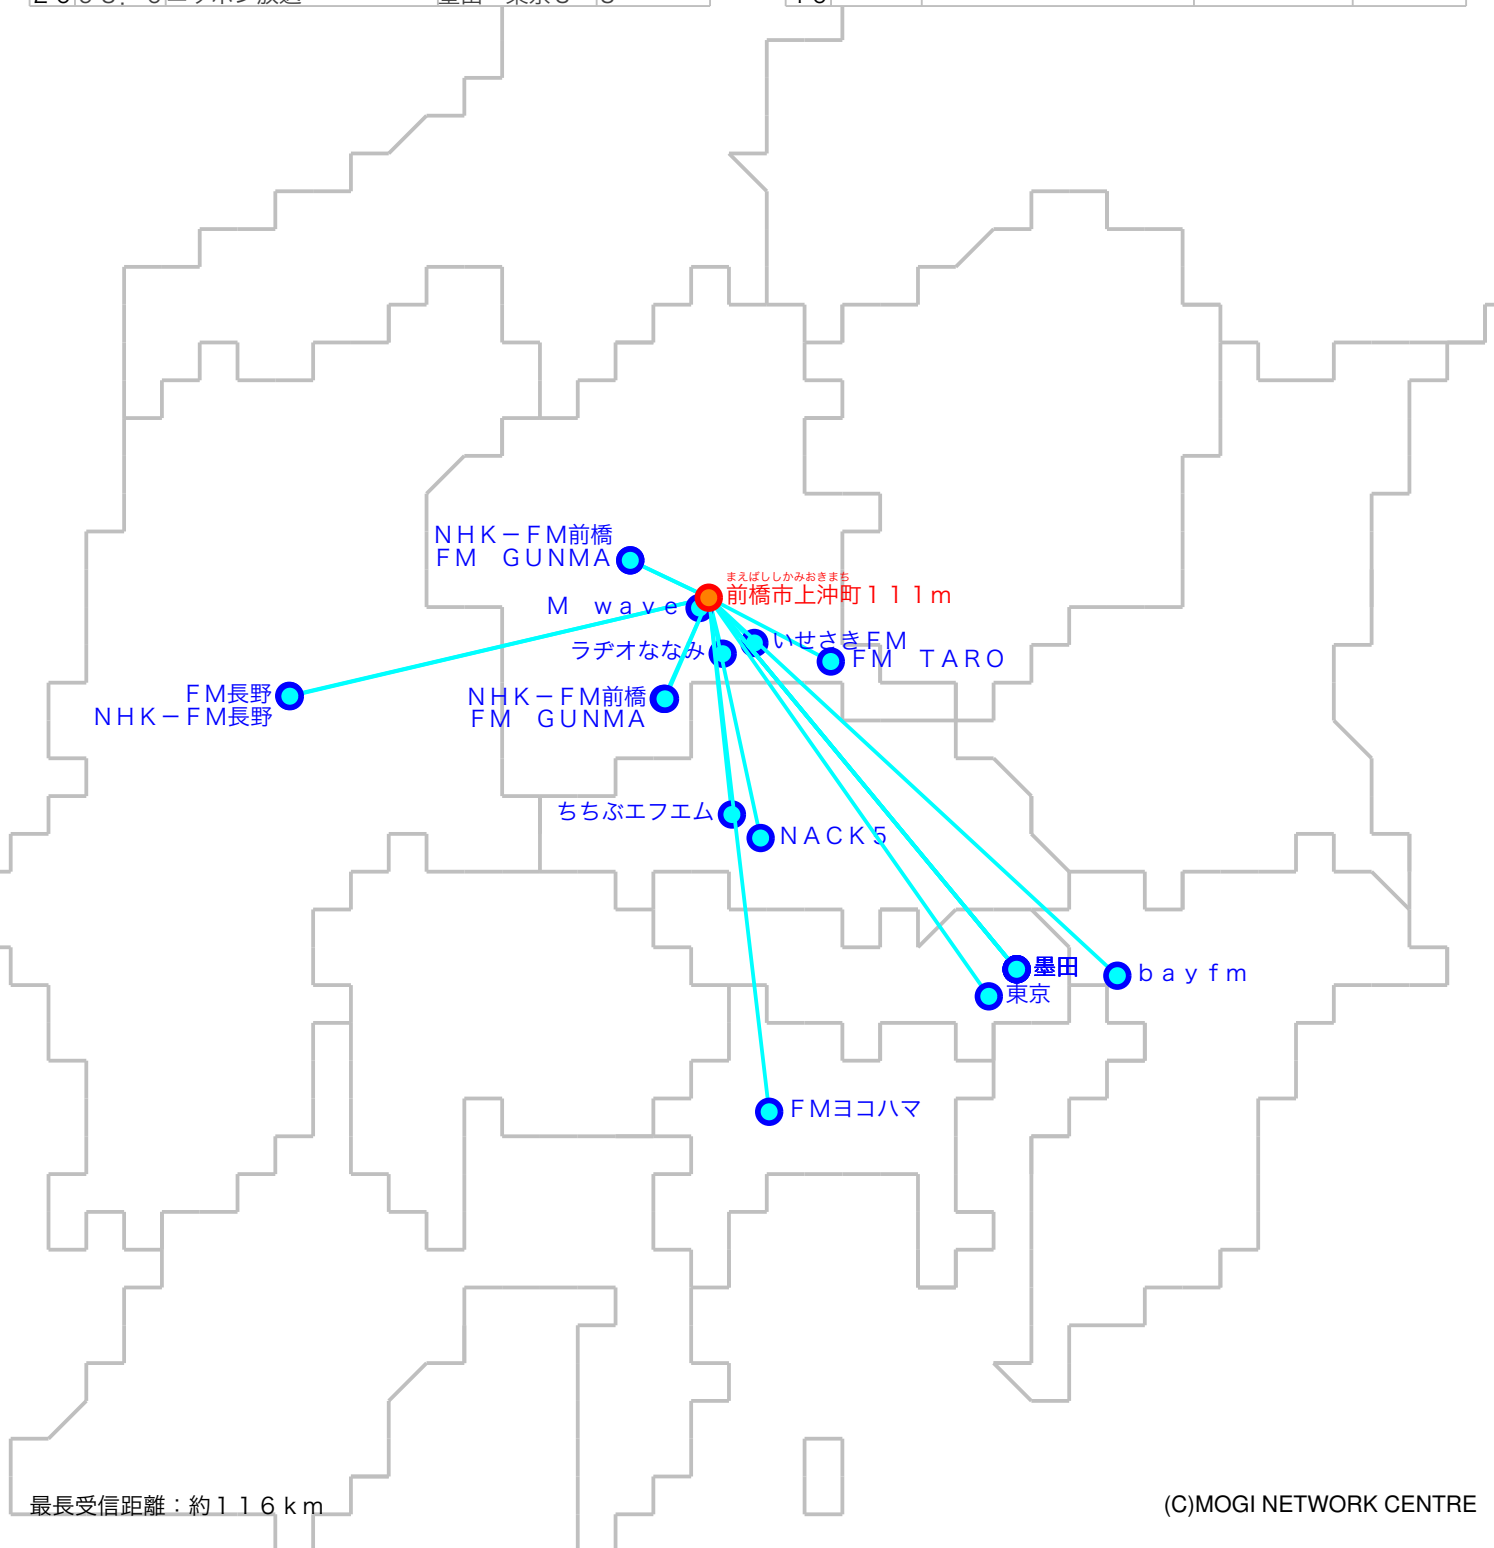 ＮＨＫ－ＦＭ前橋
ＦＭ　ＧＵＮＭＡ
まえばししかみおきまち
前橋市上沖町１１１ｍ
Ｍ　ｗａｖｅ
いせさきＦＭ
ラヂオななみ
ＦＭ　ＴＡＲＯ
ＦＭ長野
ＮＨＫ－ＦＭ長野
ＮＨＫ－ＦＭ前橋
ＦＭ　ＧＵＮＭＡ
ちちぶエフエム
ＮＡＣＫ５
墨田
ｂａｙｆｍ
東京
ＦＭヨコハマ
最長受信距離：約１１６ｋｍ
(C)MOGI NETWORK CENTRE